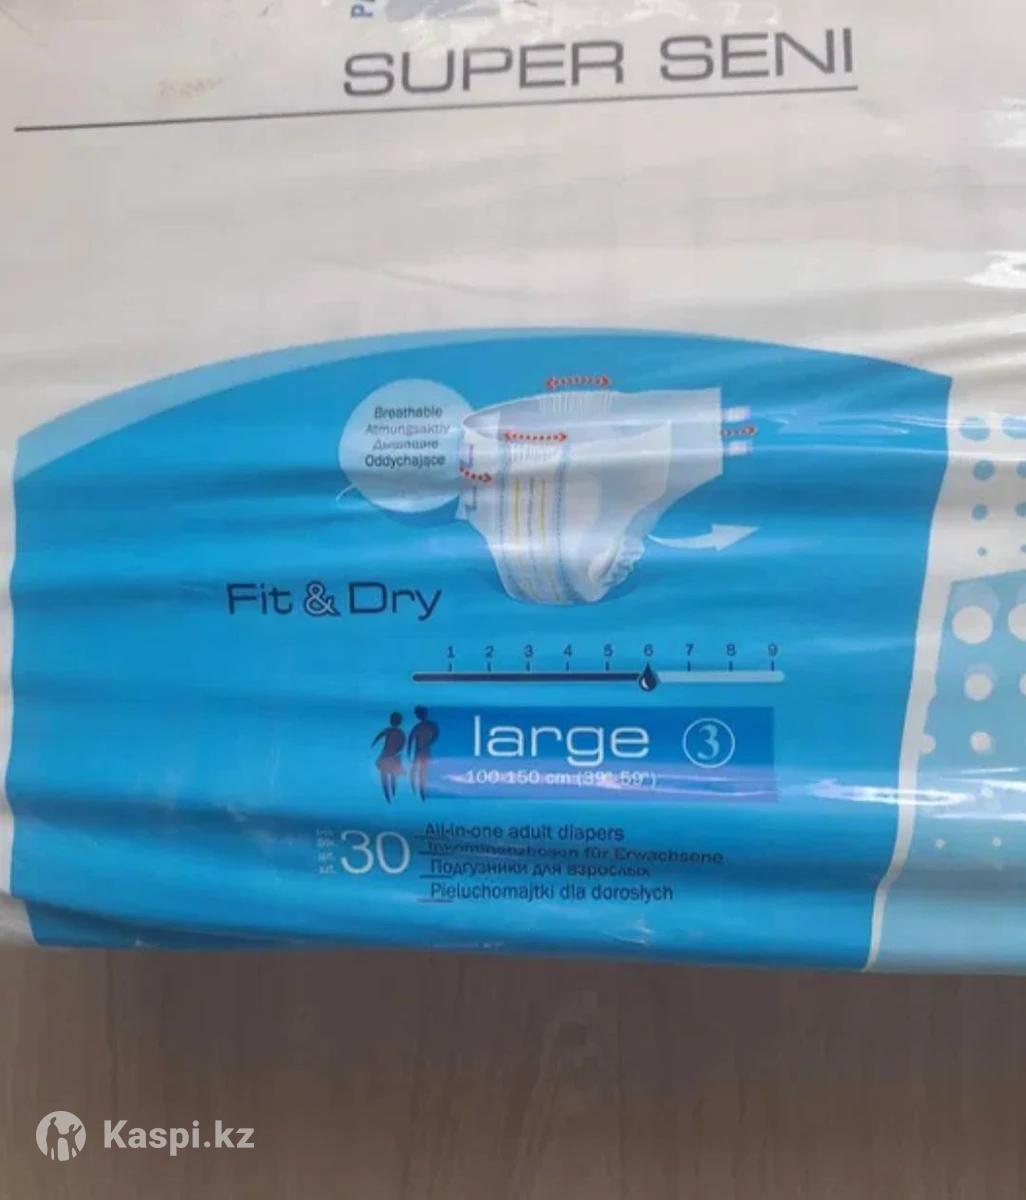 SUPER SENI
Breathable
Atmungsaktiv
Дышащие
Oddychające
Fit & Dry
1 2 3 4 5 6 7 8 9
large 3
100-150 cm (39"-59")
30
All-in-one adult diapers
Inkontinenzhosen für Erwachsene
Подгузники для взрослых
Pieluchomajtki dla dorosłych
Kaspi.kz